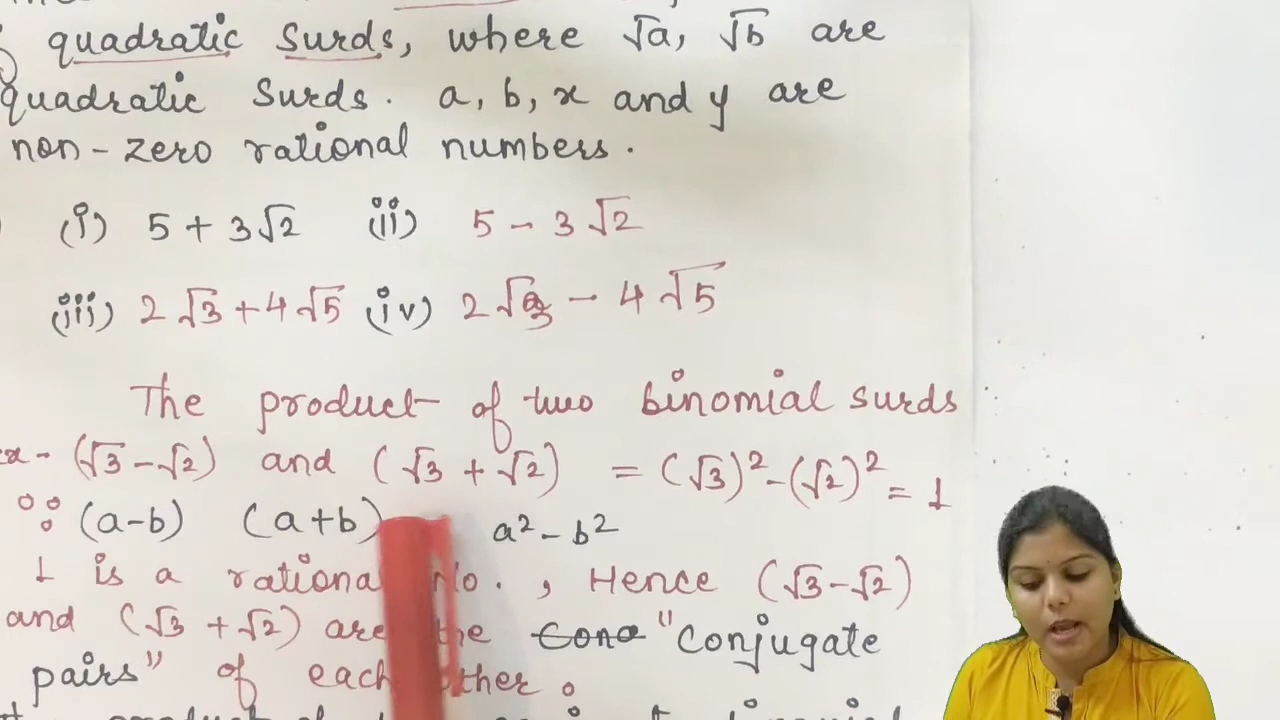 quadratic Surds, where √a, √b are
quadratic Surds. a, b, x and y are
non-zero rational numbers.
(i) 5 + 3√2 (ii) 5 - 3√2
(iii) 2√3 + 4√5 (iv) 2√3 - 4√5
The product of two binomial surds
(√3 - √2) and (√3 + √2) = (√3)² - (√2)² = 1
∵ (a-b) (a+b) a² - b²
1 is a rational No., Hence (√3 - √2)
and (√3 + √2) are the "Conjugate
pairs" of each other.